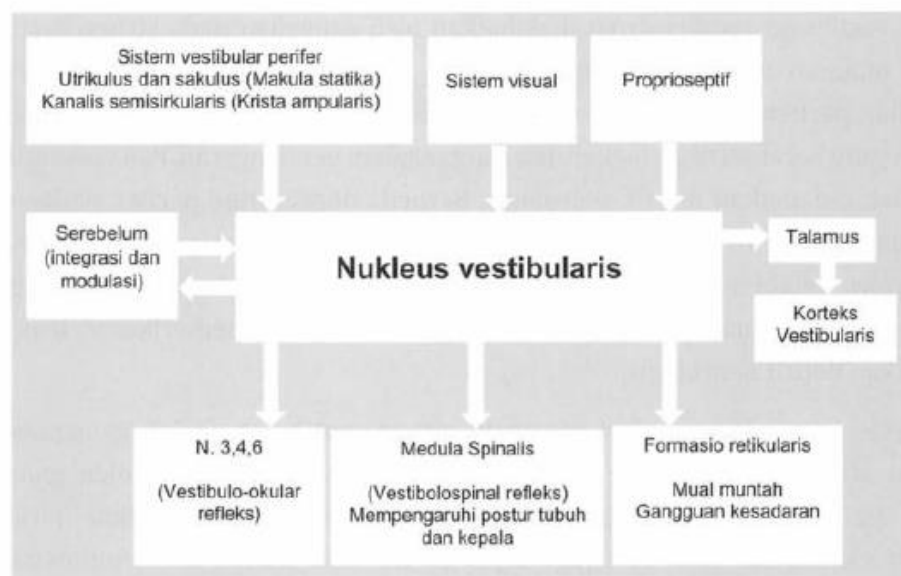 Sistem vestibular perifer
Utrikulus dan sakulus (Makula statika)
Kanalis semisirkularis (Krista ampularis)
Sistem visual
Proprioseptif
Serebelum
(integrasi dan
modulasi)
Nukleus vestibularis
Talamus
Korteks
Vestibularis
N. 3,4,6
(Vestibulo-okular
refleks)
Medula Spinalis
(Vestibolospinal refleks)
Mempengaruhi postur tubuh
dan kepala
Formasio retikularis
Mual muntah
Gangguan kesadaran